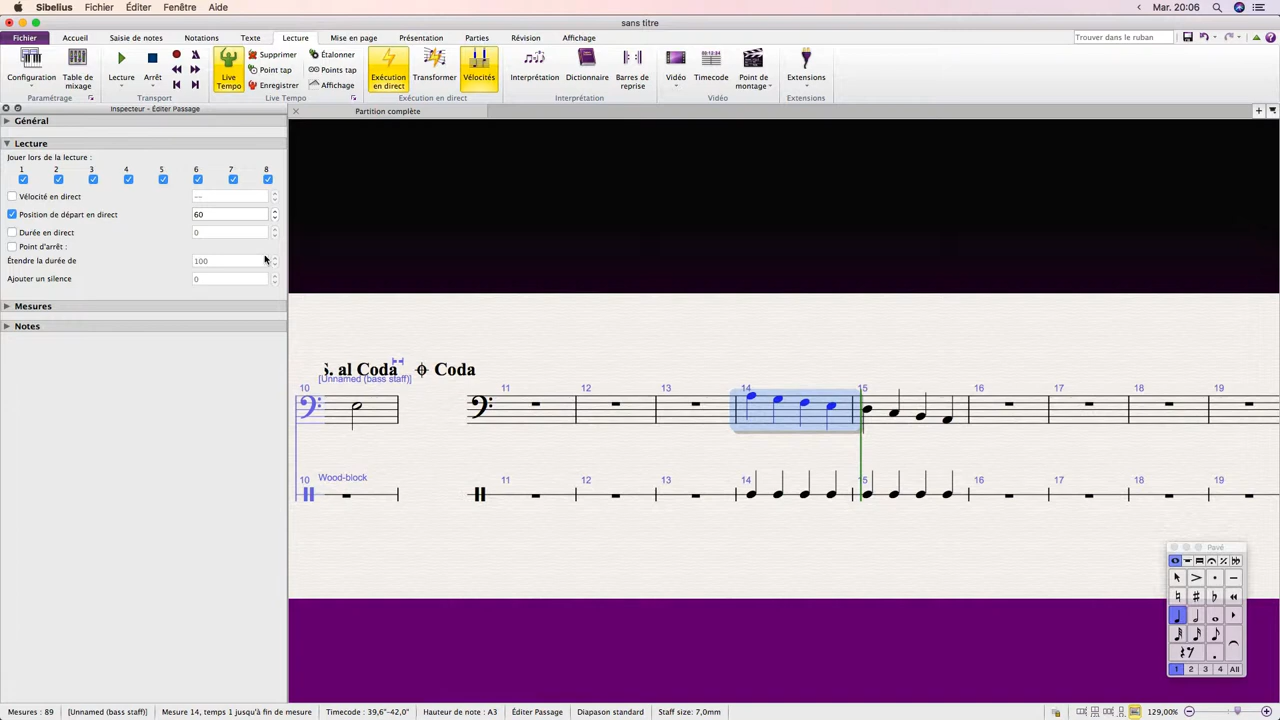 Sibelius Fichier Éditer Fenêtre Aide Mar. 20:06
sans titre
Fichier Accueil Saisie de notes Notations Texte Lecture Mise en page Parties Révision Affichage Trouver dans le ruban
Configuration Table de mixage Lecture Arrêt Live Tempo Supprimer Point tap Enregistrer Étalonner Points tap Affichage Exécution en direct Transformer Vélocités Interprétation Dictionnaire Barres de reprise Vidéo Timecode Point de montage Extensions
Paramétrage Transport Live Tempo Exécution en direct Interprétation Vidéo Extensions
Inspecteur - Éditer Passage
Partition complète
Général
Lecture
Jouer lors de la lecture :
1 2 3 4 5 6 7 8
Vélocité en direct ~~
Position de départ en direct 60
Durée en direct 0
Point d'arrêt :
Étendre la durée de 100
Ajouter un silence 0
Mesures
Notes
S. al Coda Coda
[Unnamed (bass staff)]
10 11 12 13 14 15 16 17 18 19
Wood-block
10 11 12 13 14 15 16 17 18 19
Pavé
1 2 3 4 All
Mesures : 89 [Unnamed (bass staff)] Mesure 14, temps 1 jusqu'à fin de mesure Timecode : 39,6"-42,0" Hauteur de note : A3 Éditer Passage Diapason standard Staff size: 7,0mm 129,00%